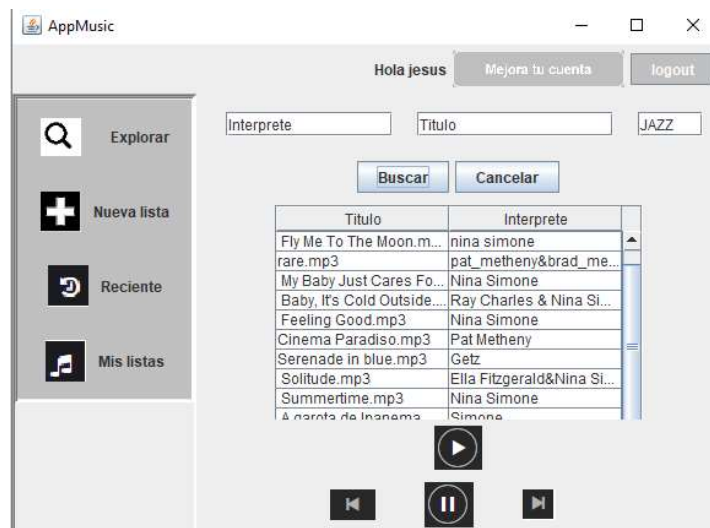 AppMusic
Hola jesus Mejora tu cuenta logout
Explorar
Nueva lista
Reciente
Mis listas
Interprete Titulo JAZZ
Buscar Cancelar
Titulo Interprete
Fly Me To The Moon.m... nina simone
rare.mp3 pat_metheny&brad_me...
My Baby Just Cares Fo... Nina Simone
Baby, It's Cold Outside.... Ray Charles & Nina Si...
Feeling Good.mp3 Nina Simone
Cinema Paradiso.mp3 Pat Metheny
Serenade in blue.mp3 Getz
Solitude.mp3 Ella Fitzgerald&Nina Si...
Summertime.mp3 Nina Simone
A garota de Ipanema Simone